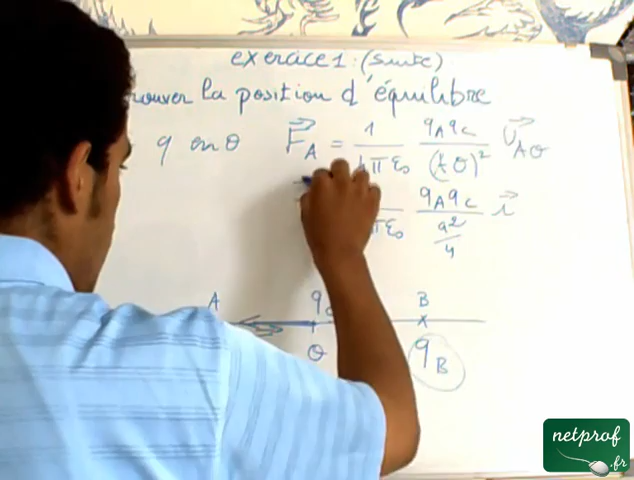 exercice 1 : (suite)
rouver la position d'équilibre
q en O F_A = 1/4πε₀ q_A q_C/(AO)² U_AO
πε₀ q_A q_C/(a²/4) i
A q B
O q_B
netprof.fr